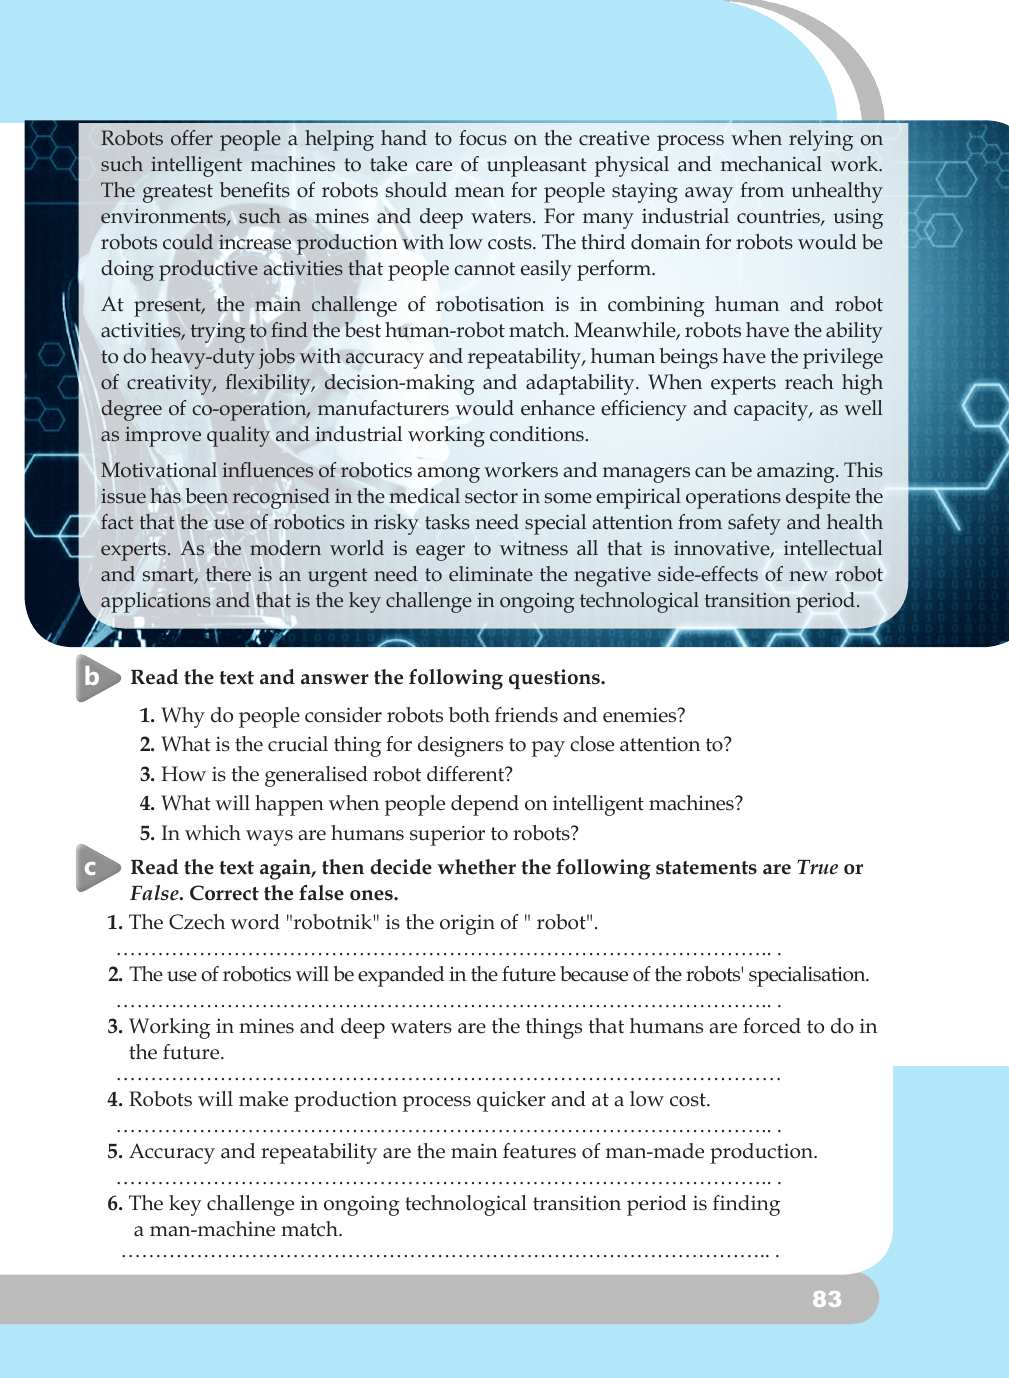 Robots offer people a helping hand to focus on the creative process when relying on
such intelligent machines to take care of unpleasant physical and mechanical work.
The greatest benefits of robots should mean for people staying away from unhealthy
environments, such as mines and deep waters. For many industrial countries, using
robots could increase production with low costs. The third domain for robots would be
doing productive activities that people cannot easily perform.
At present, the main challenge of robotisation is in combining human and robot
activities, trying to find the best human-robot match. Meanwhile, robots have the ability
to do heavy-duty jobs with accuracy and repeatability, human beings have the privilege
of creativity, flexibility, decision-making and adaptability. When experts reach high
degree of co-operation, manufacturers would enhance efficiency and capacity, as well
as improve quality and industrial working conditions.
Motivational influences of robotics among workers and managers can be amazing. This
issue has been recognised in the medical sector in some empirical operations despite the
fact that the use of robotics in risky tasks need special attention from safety and health
experts. As the modern world is eager to witness all that is innovative, intellectual
and smart, there is an urgent need to eliminate the negative side-effects of new robot
applications and that is the key challenge in ongoing technological transition period.
b Read the text and answer the following questions.
1. Why do people consider robots both friends and enemies?
2. What is the crucial thing for designers to pay close attention to?
3. How is the generalised robot different?
4. What will happen when people depend on intelligent machines?
5. In which ways are humans superior to robots?
c Read the text again, then decide whether the following statements are True or
False. Correct the false ones.
1. The Czech word "robotnik" is the origin of " robot".
……………………………………………………………………………….. .
2. The use of robotics will be expanded in the future because of the robots' specialisation.
……………………………………………………………………………….. .
3. Working in mines and deep waters are the things that humans are forced to do in
the future.
…………………………………………………………………………………
4. Robots will make production process quicker and at a low cost.
……………………………………………………………………………….. .
5. Accuracy and repeatability are the main features of man-made production.
……………………………………………………………………………….. .
6. The key challenge in ongoing technological transition period is finding
a man-machine match.
……………………………………………………………………………….. .
83